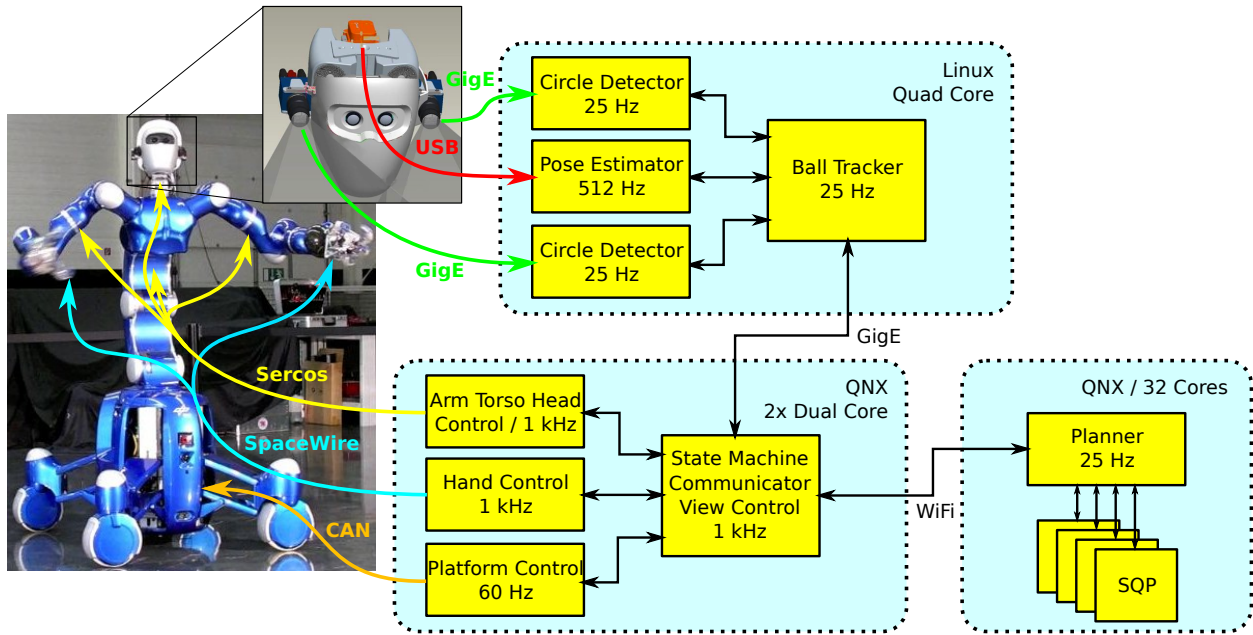 GigE
USB
GigE
Linux
Quad Core
Circle Detector
25 Hz
Pose Estimator
512 Hz
Circle Detector
25 Hz
Ball Tracker
25 Hz
GigE
Sercos
SpaceWire
CAN
QNX
2x Dual Core
Arm Torso Head
Control / 1 kHz
Hand Control
1 kHz
Platform Control
60 Hz
State Machine
Communicator
View Control
1 kHz
WiFi
QNX / 32 Cores
Planner
25 Hz
SQP